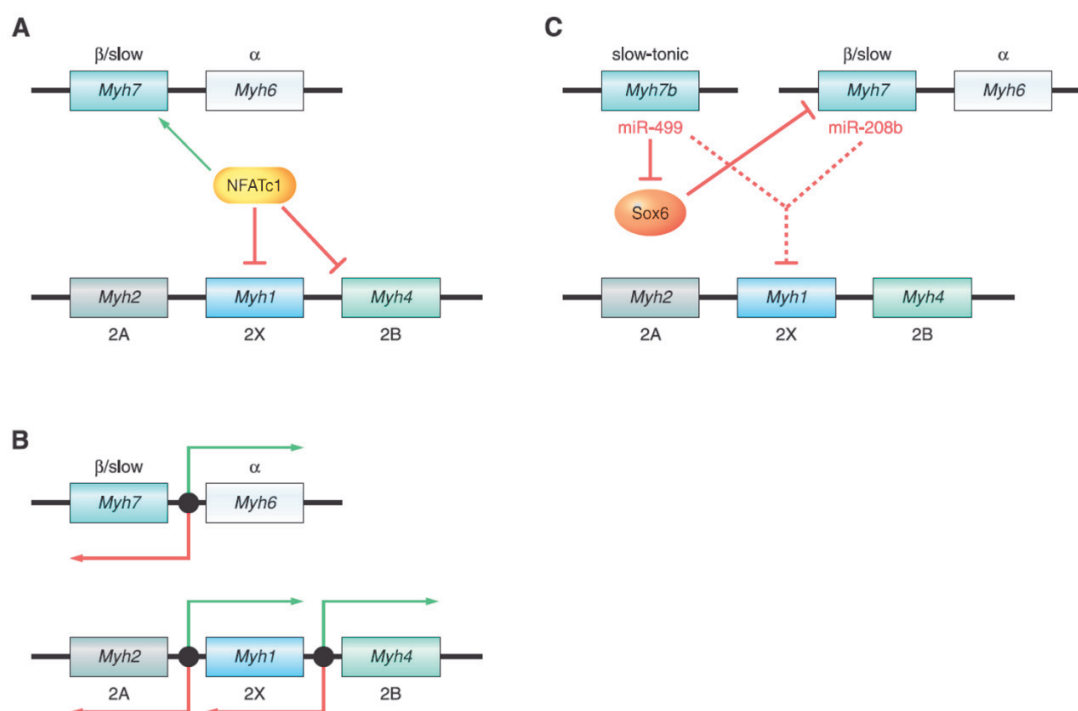 A
β/slow α
Myh7 Myh6
NFATc1
Myh2 Myh1 Myh4
2A 2X 2B
C
slow-tonic β/slow α
Myh7b Myh7 Myh6
miR-499 miR-208b
Sox6
Myh2 Myh1 Myh4
2A 2X 2B
B
β/slow α
Myh7 Myh6
Myh2 Myh1 Myh4
2A 2X 2B